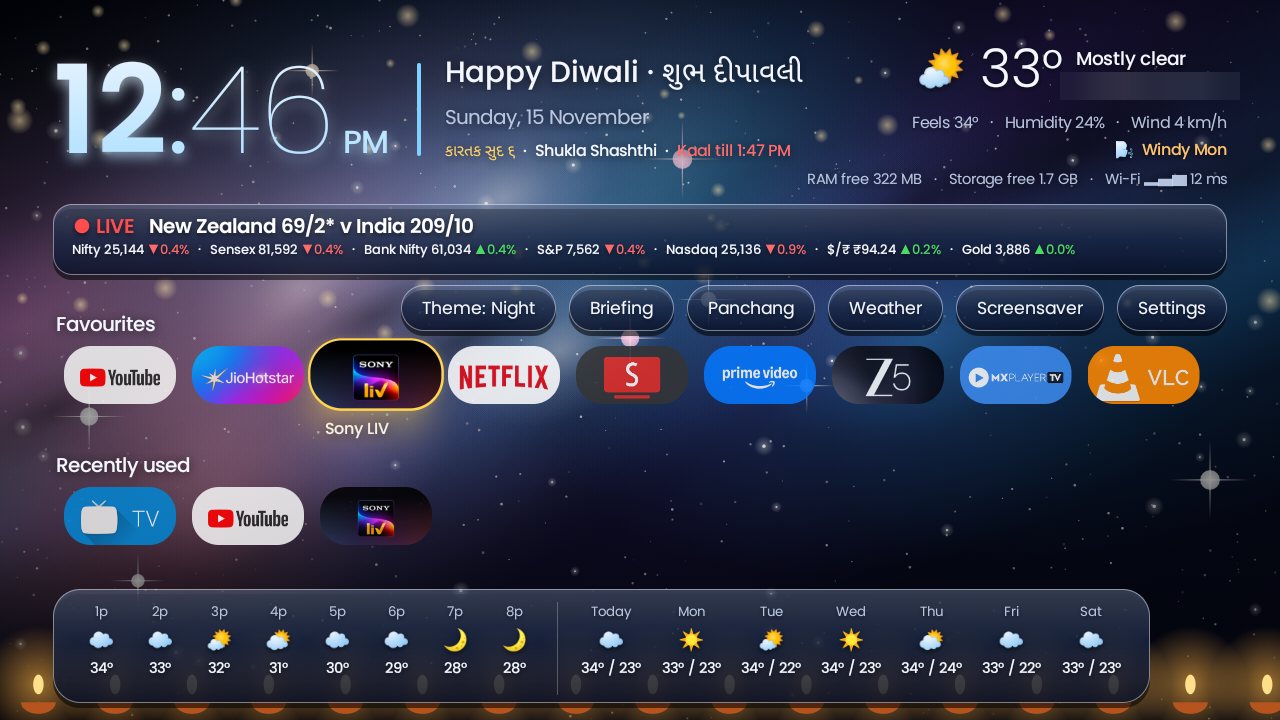 12:46 PM
Happy Diwali · શુભ દીપાવલી
Sunday, 15 November
કારતક સુદ ૬ · Shukla Shashthi · Kaal till 1:47 PM
33° Mostly clear
Feels 34° · Humidity 24% · Wind 4 km/h
Windy Mon
RAM free 322 MB · Storage free 1.7 GB · Wi-Fi 12 ms
LIVE New Zealand 69/2* v India 209/10
Nifty 25,144 ▼0.4% · Sensex 81,592 ▼0.4% · Bank Nifty 61,034 ▲0.4% · S&P 7,562 ▼0.4% · Nasdaq 25,136 ▼0.9% · $/₹ ₹94.24 ▲0.2% · Gold 3,886 ▲0.0%
Theme: Night Briefing Panchang Weather Screensaver Settings
Favourites
YouTube JioHotstar SONY liv NETFLIX S prime video Z5 MXPLAYER TV VLC
Sony LIV
Recently used
TV YouTube SONY liv
1p 2p 3p 4p 5p 6p 7p 8p Today Mon Tue Wed Thu Fri Sat
34° 33° 32° 31° 30° 29° 28° 28° 34° / 23° 33° / 23° 34° / 22° 34° / 23° 34° / 24° 33° / 22° 33° / 23°